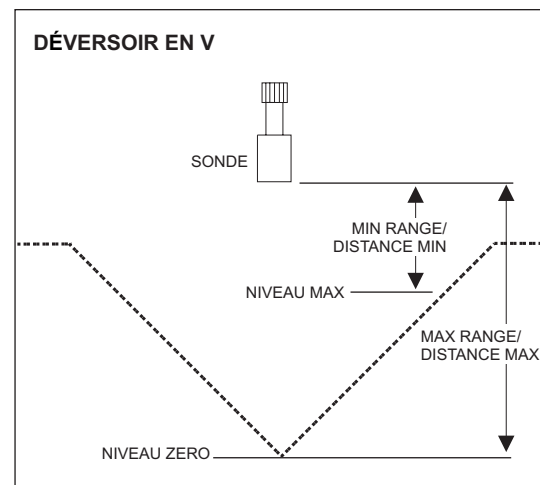 DÉVERSOIR EN V
SONDE
MIN RANGE/
DISTANCE MIN
NIVEAU MAX
MAX RANGE/
DISTANCE MAX
NIVEAU ZERO